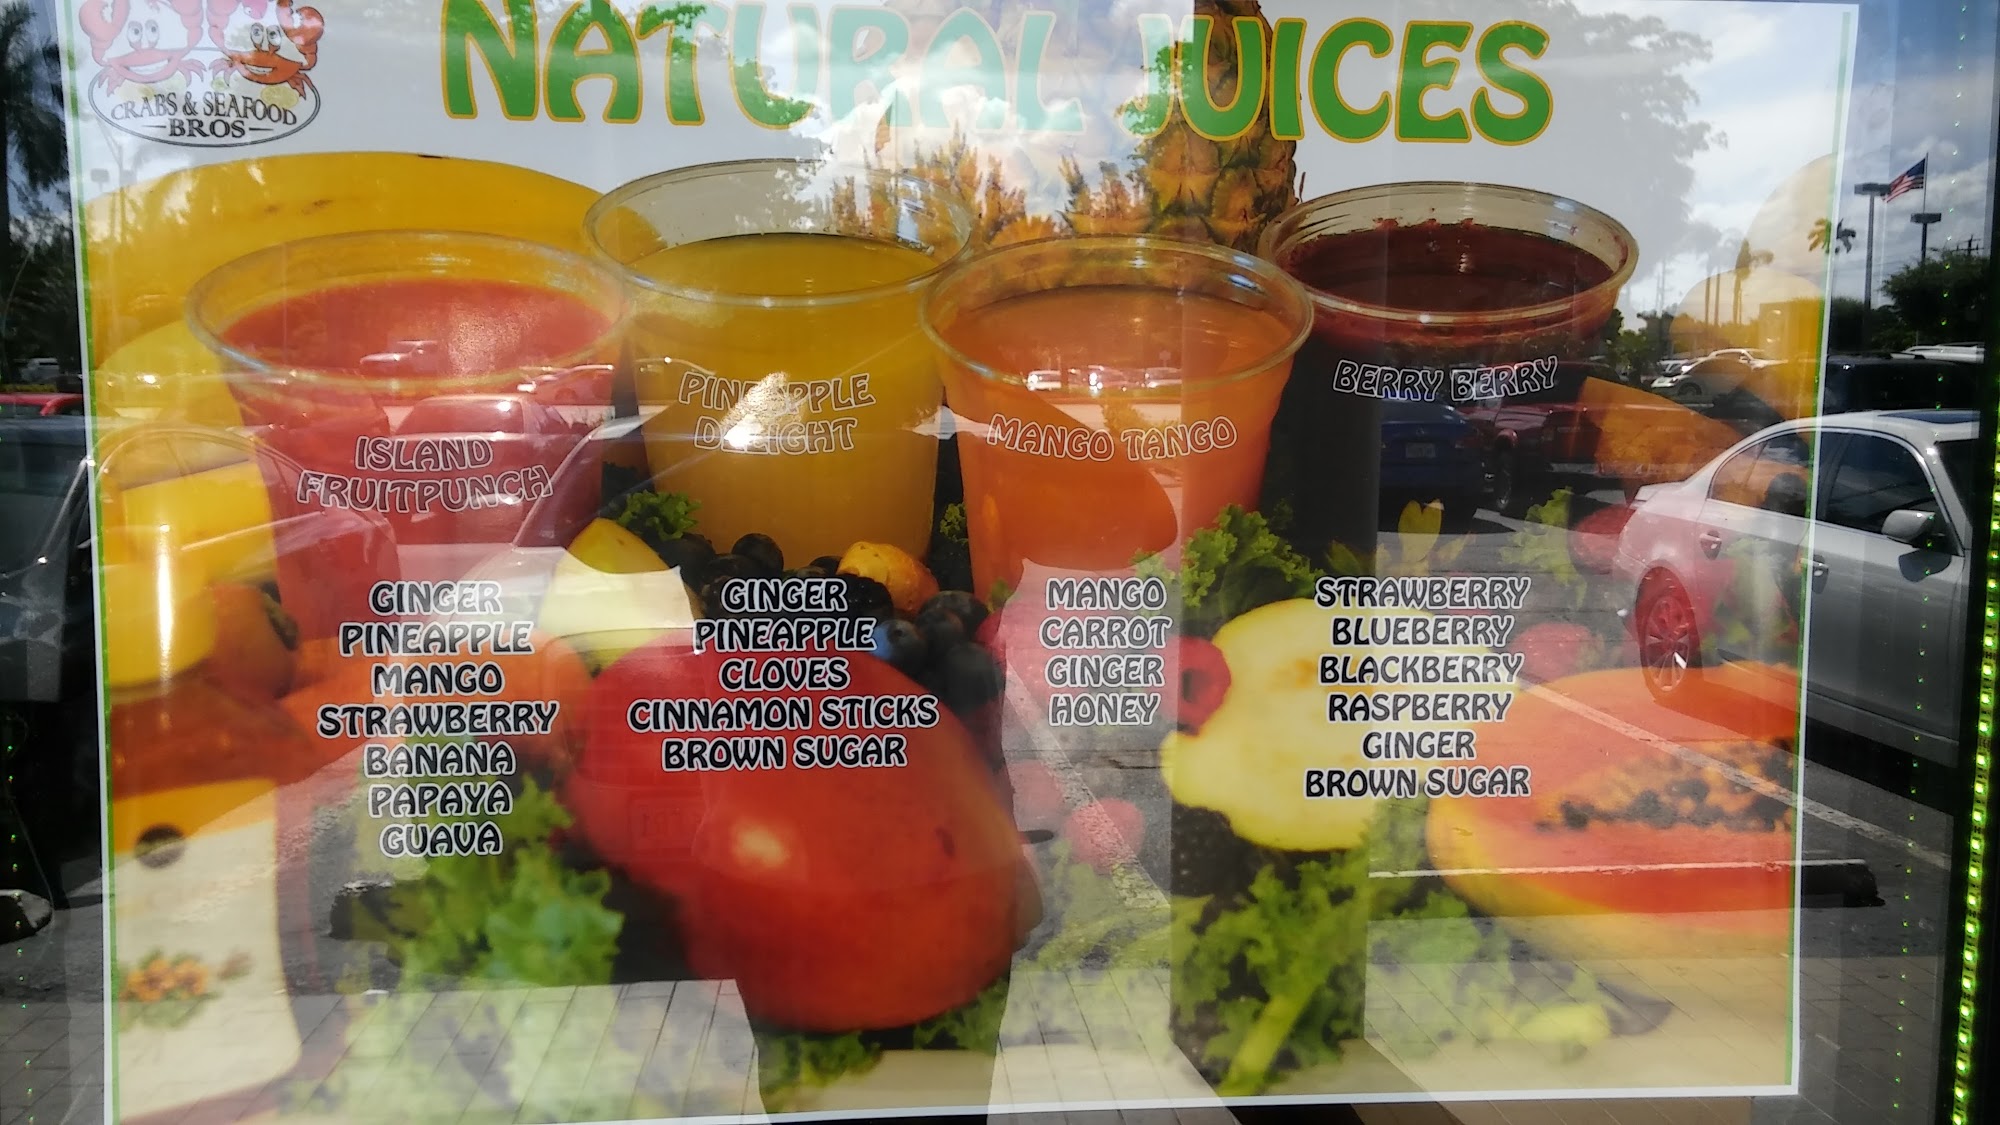 NATURAL JUICES
CRABS & SEAFOOD
BROS
ISLAND
FRUITPUNCH
PINEAPPLE
DELIGHT
MANGO TANGO
BERRY BERRY
GINGER
PINEAPPLE
MANGO
STRAWBERRY
BANANA
PAPAYA
GUAVA
GINGER
PINEAPPLE
CLOVES
CINNAMON STICKS
BROWN SUGAR
MANGO
CARROT
GINGER
HONEY
STRAWBERRY
BLUEBERRY
BLACKBERRY
RASPBERRY
GINGER
BROWN SUGAR